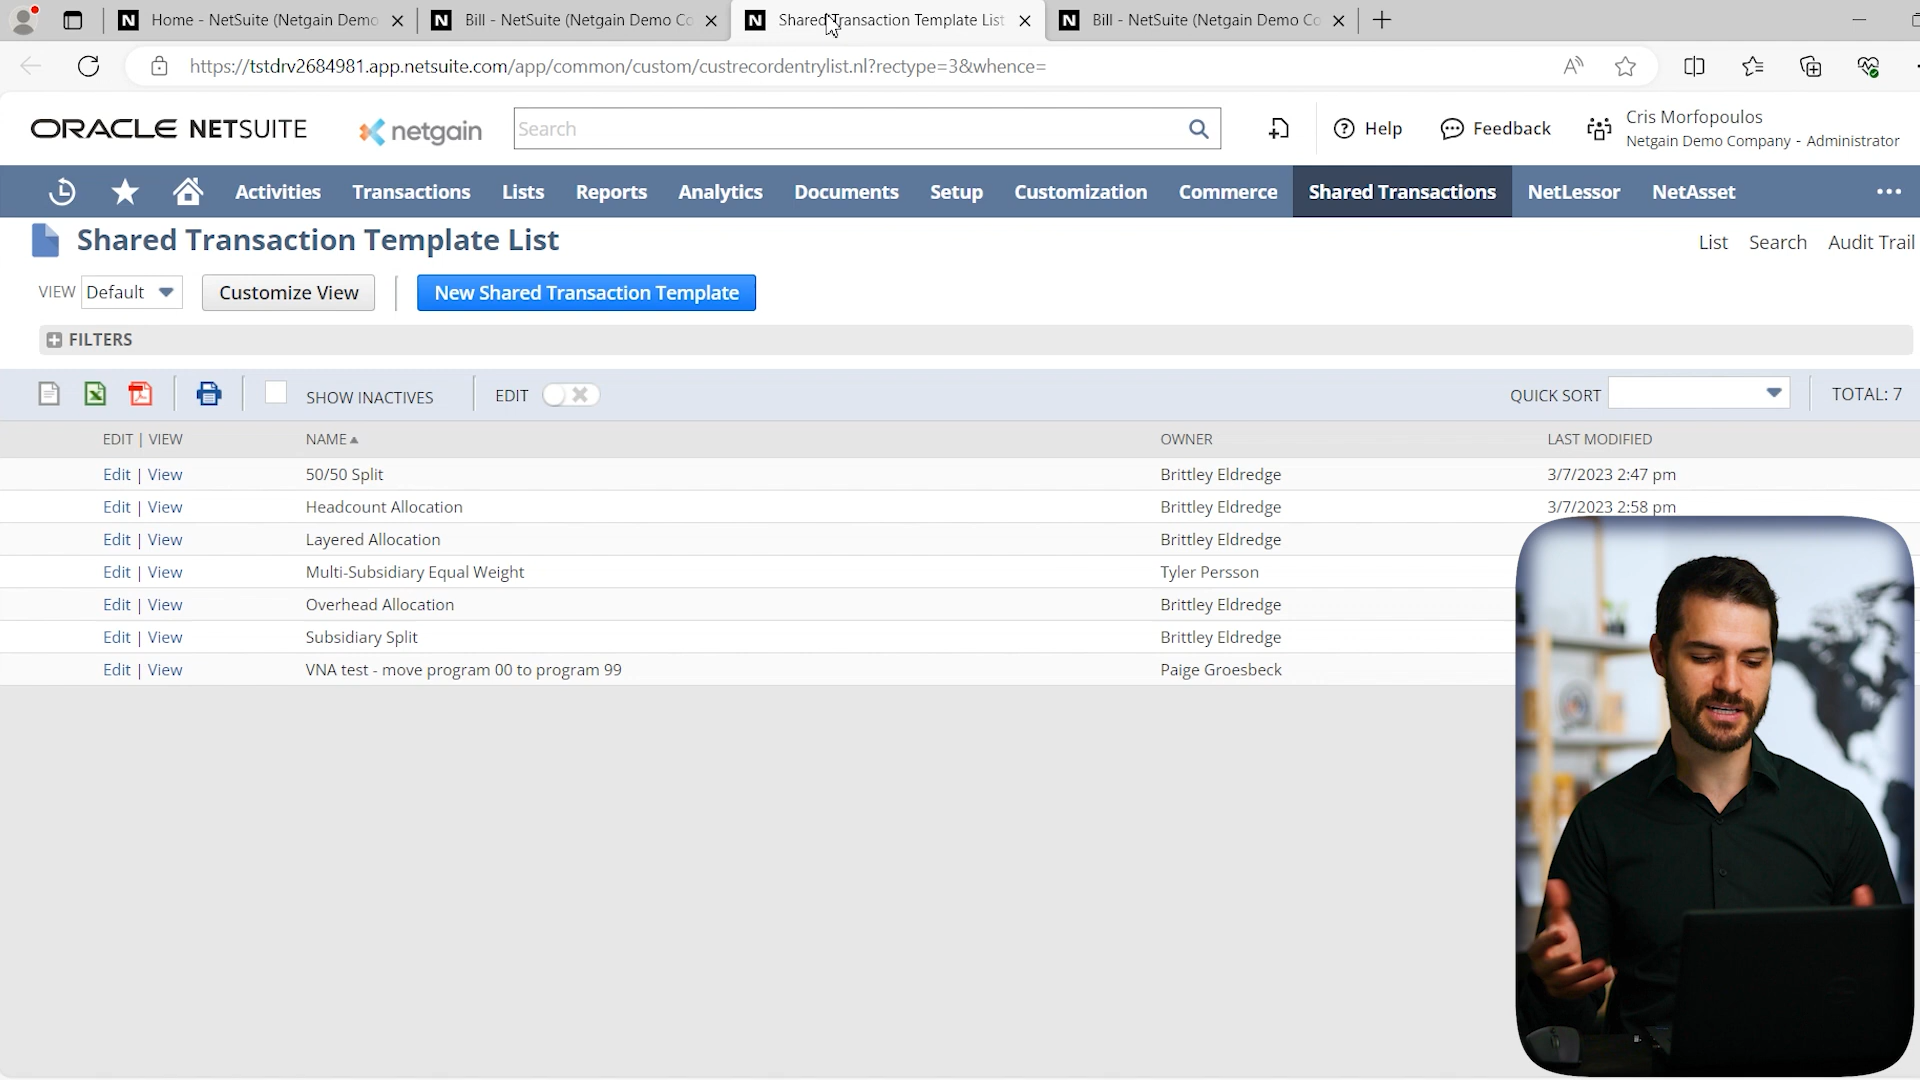 Home - NetSuite (Netgain Demo
Bill - NetSuite (Netgain Demo Co
Shared Transaction Template List
Bill - NetSuite (Netgain Demo Co
https://tstdrv2684981.app.netsuite.com/app/common/custom/custrecordentrylist.nl?rectype=3&whence=
ORACLE NETSUITE
netgain
Search
Help
Feedback
Cris Morfopoulos
Netgain Demo Company - Administrator
Activities
Transactions
Lists
Reports
Analytics
Documents
Setup
Customization
Commerce
Shared Transactions
NetLessor
NetAsset
Shared Transaction Template List
List
Search
Audit Trail
VIEW
Default
Customize View
New Shared Transaction Template
FILTERS
SHOW INACTIVES
EDIT
QUICK SORT
TOTAL: 7
EDIT | VIEW NAME OWNER LAST MODIFIED
Edit | View 50/50 Split Brittley Eldredge 3/7/2023 2:47 pm
Edit | View Headcount Allocation Brittley Eldredge 3/7/2023 2:58 pm
Edit | View Layered Allocation Brittley Eldredge
Edit | View Multi-Subsidiary Equal Weight Tyler Persson
Edit | View Overhead Allocation Brittley Eldredge
Edit | View Subsidiary Split Brittley Eldredge
Edit | View VNA test - move program 00 to program 99 Paige Groesbeck